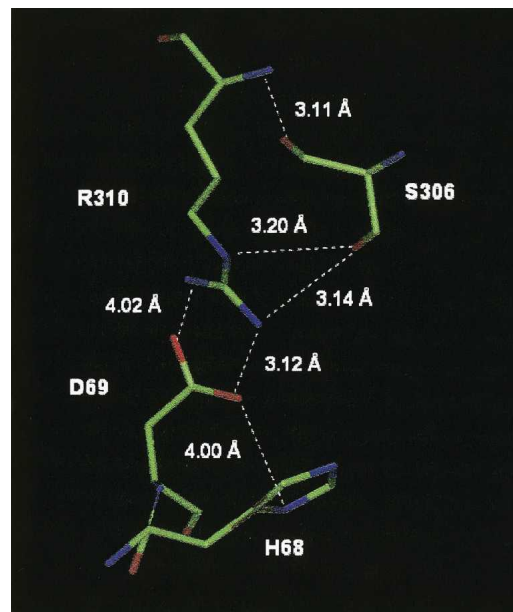 3.11 Å
R310
S306
3.20 Å
4.02 Å
3.14 Å
3.12 Å
D69
4.00 Å
H68